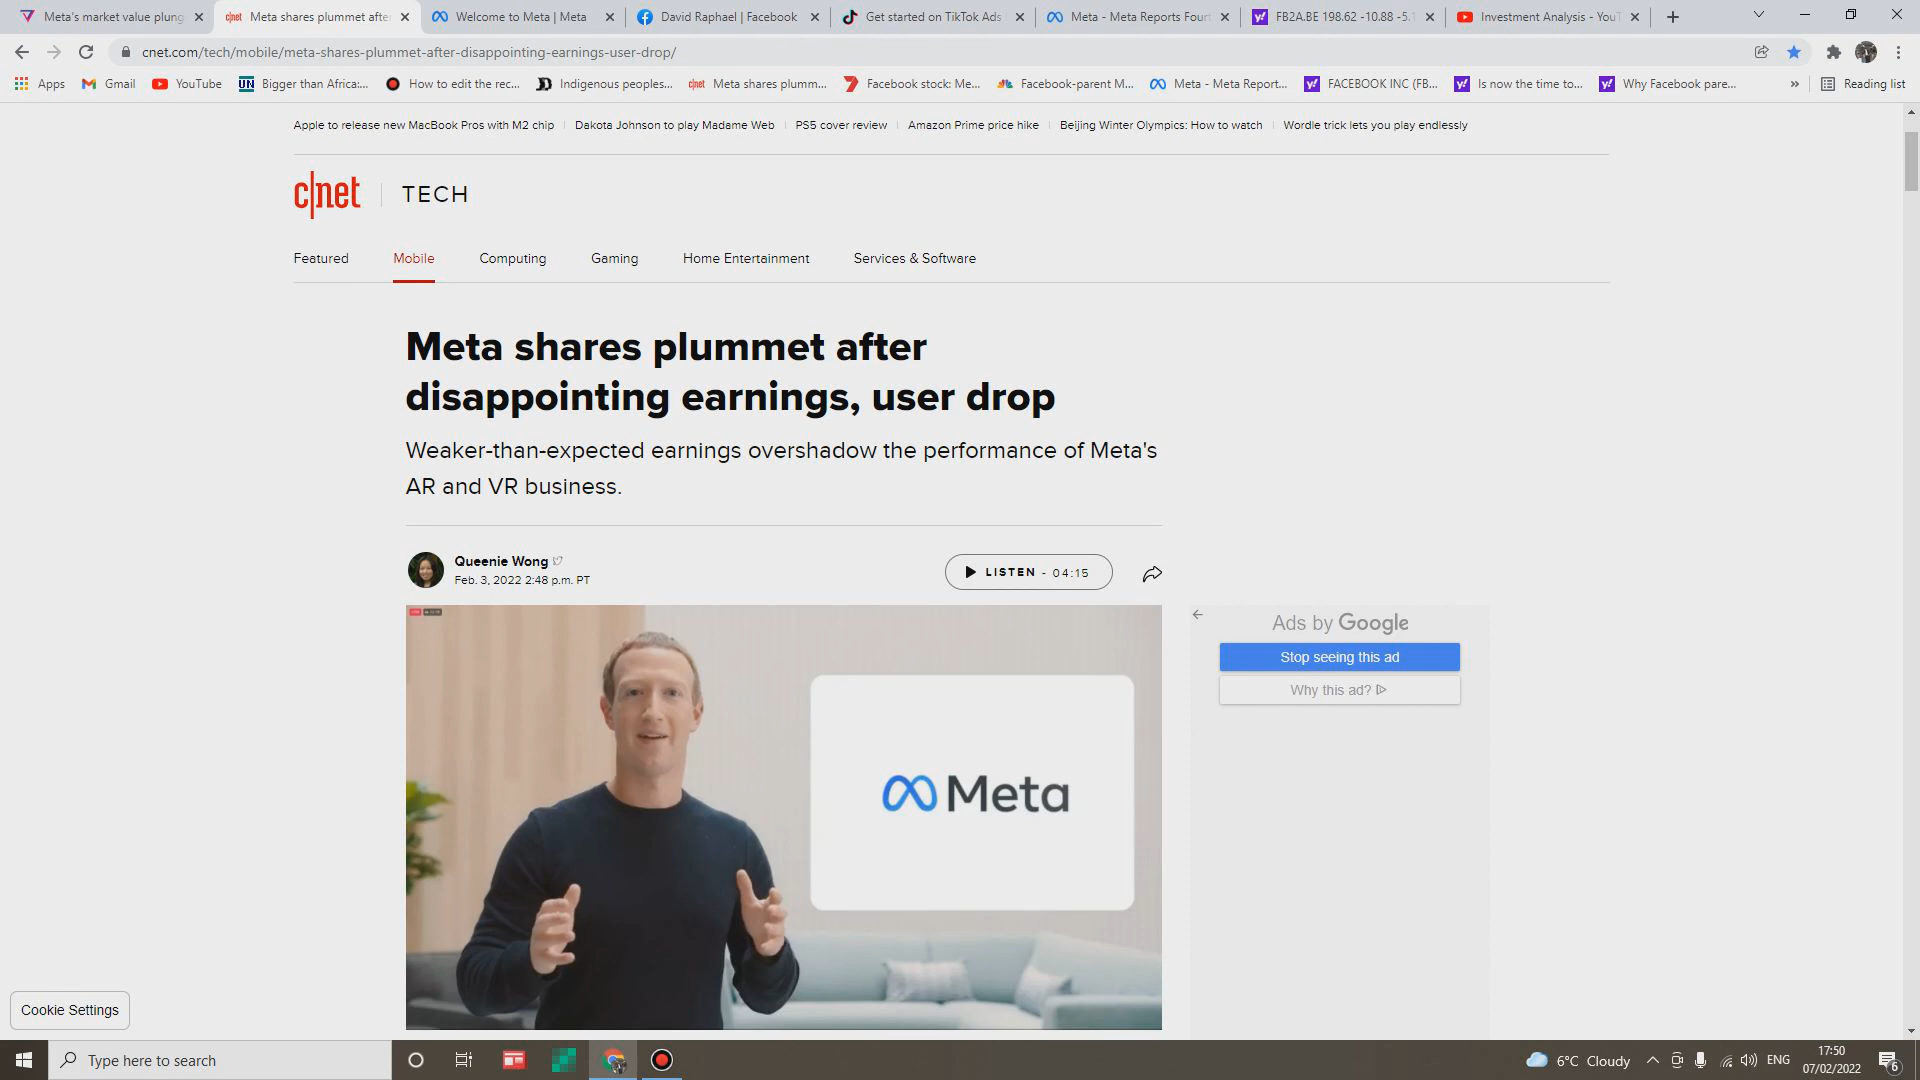 Meta's market value plung
Meta shares plummet afte
Welcome to Meta | Meta
David Raphael | Facebook
Get started on TikTok Ads
Meta - Meta Reports Fourt
FB2A.BE 198.62 -10.88 -5.1
Investment Analysis - YouT
cnet.com/tech/mobile/meta-shares-plummet-after-disappointing-earnings-user-drop/
Apps
Gmail
YouTube
UN Bigger than Africa:...
How to edit the rec...
Indigenous peoples...
c|net Meta shares plumm...
Facebook stock: Me...
Facebook-parent M...
Meta - Meta Report...
FACEBOOK INC (FB...
Is now the time to...
Why Facebook pare...
»
Reading list
Apple to release new MacBook Pros with M2 chip
Dakota Johnson to play Madame Web
PS5 cover review
Amazon Prime price hike
Beijing Winter Olympics: How to watch
Wordle trick lets you play endlessly
c|net
TECH
Featured
Mobile
Computing
Gaming
Home Entertainment
Services & Software
Meta shares plummet after
disappointing earnings, user drop
Weaker-than-expected earnings overshadow the performance of Meta's
AR and VR business.
Queenie Wong
Feb. 3, 2022 2:48 p.m. PT
LISTEN - 04:15
Meta
Ads by Google
Stop seeing this ad
Why this ad?
Cookie Settings
Type here to search
6°C Cloudy
ENG
17:50
07/02/2022
6